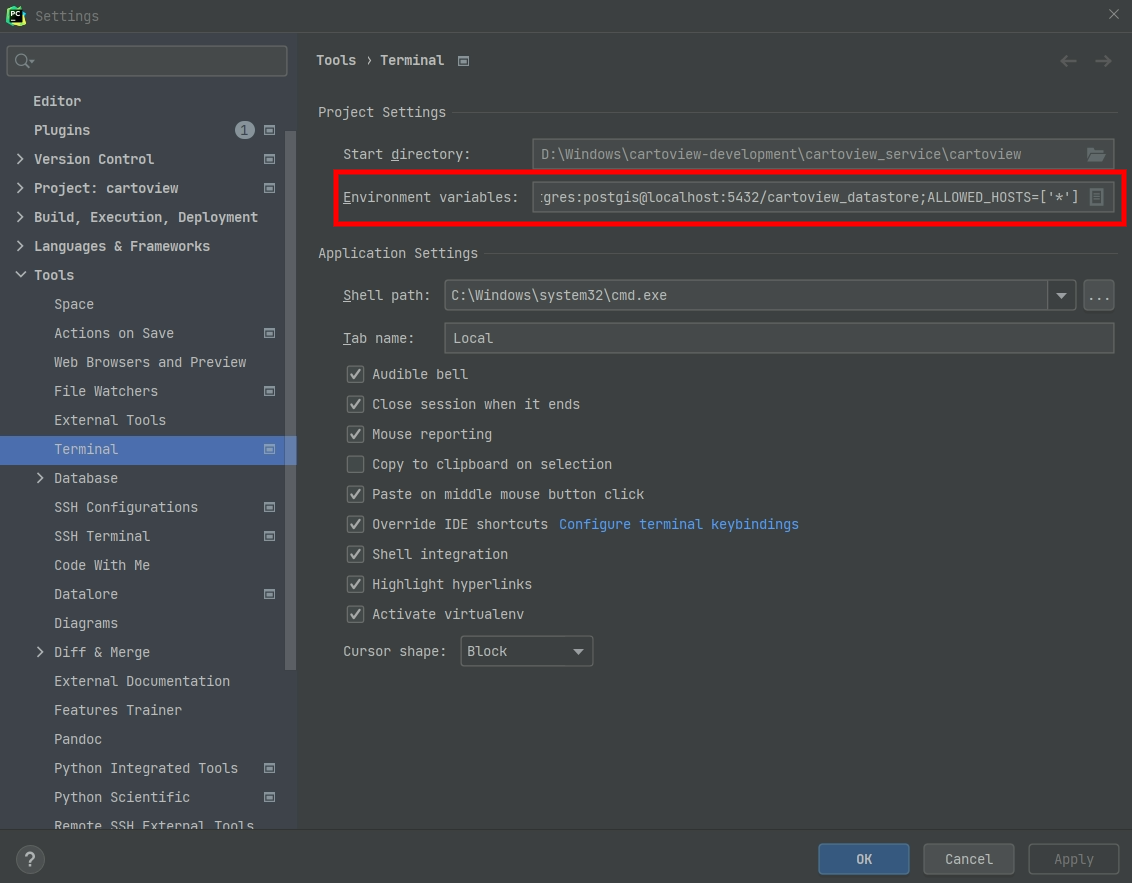 Settings
Tools › Terminal
Editor
Plugins 1
Version Control
Project: cartoview
Build, Execution, Deployment
Languages & Frameworks
Tools
Space
Actions on Save
Web Browsers and Preview
File Watchers
External Tools
Terminal
Database
SSH Configurations
SSH Terminal
Code With Me
Datalore
Diagrams
Diff & Merge
External Documentation
Features Trainer
Pandoc
Python Integrated Tools
Python Scientific
Remote SSH External Tools
Project Settings
Start directory: D:\Windows\cartoview-development\cartoview_service\cartoview
Environment variables: tgres:postgis@localhost:5432/cartoview_datastore;ALLOWED_HOSTS=['*']
Application Settings
Shell path: C:\Windows\system32\cmd.exe ...
Tab name: Local
Audible bell
Close session when it ends
Mouse reporting
Copy to clipboard on selection
Paste on middle mouse button click
Override IDE shortcuts Configure terminal keybindings
Shell integration
Highlight hyperlinks
Activate virtualenv
Cursor shape: Block
? OK Cancel Apply